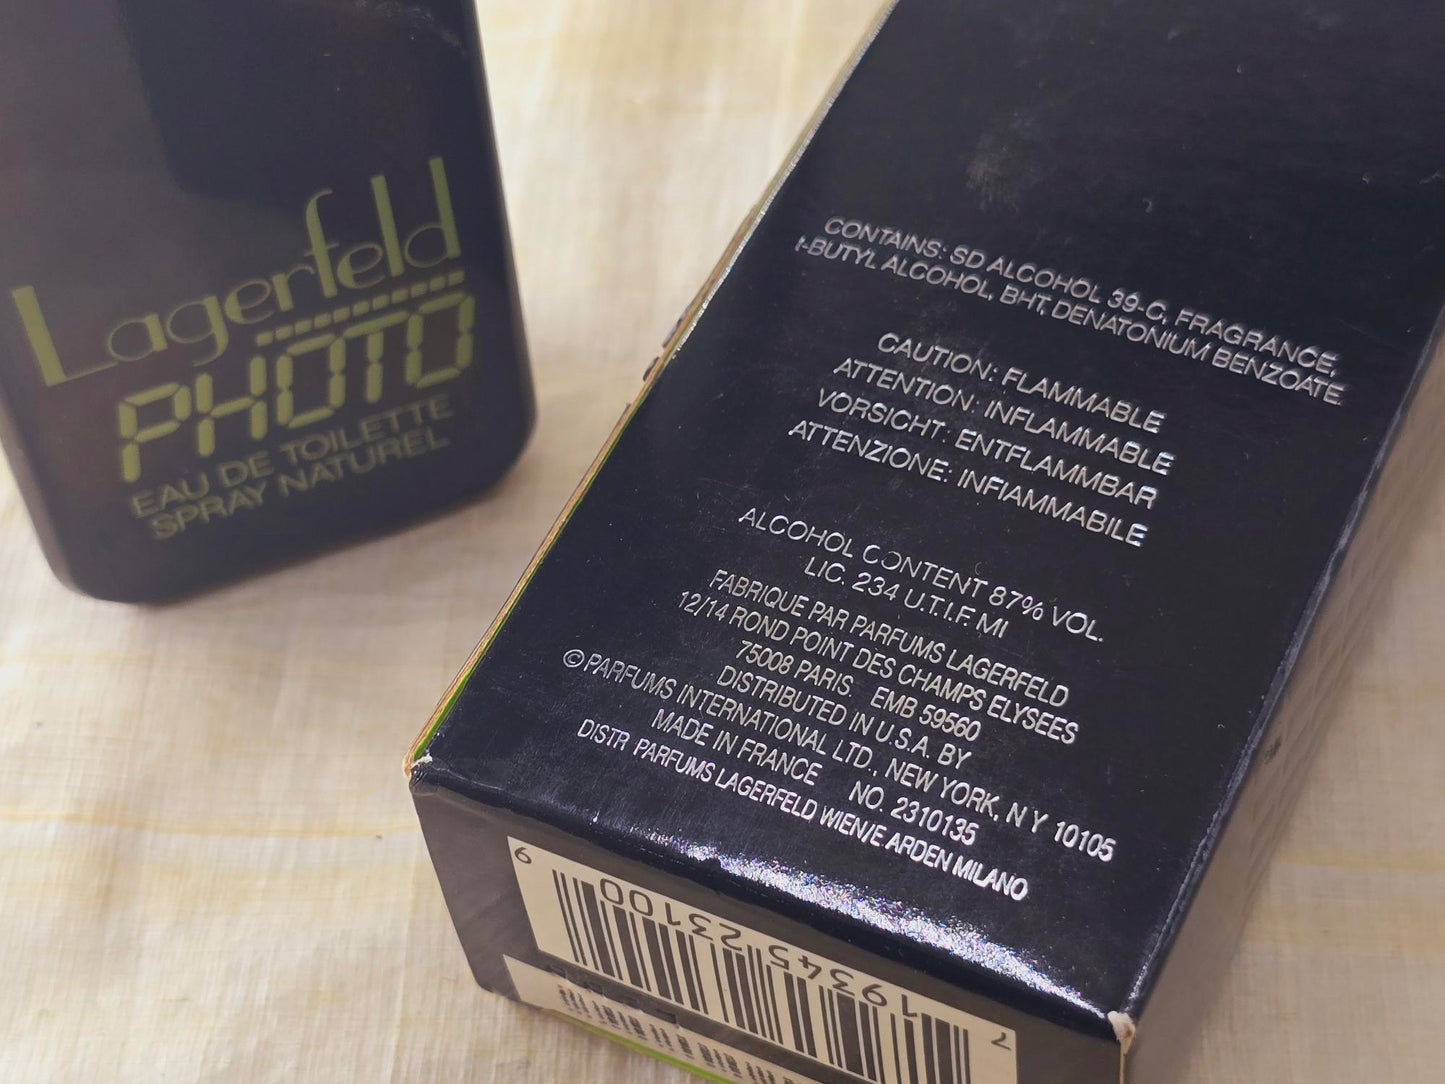 Lagerfeld
PHOTO
EAU DE TOILETTE
SPRAY NATUREL
CONTAINS: SD ALCOHOL 39-C, FRAGRANCE,
t-BUTYL ALCOHOL, BHT, DENATONIUM BENZOATE.
CAUTION: FLAMMABLE
ATTENTION: INFLAMMABLE
VORSICHT: ENTFLAMMBAR
ATTENZIONE: INFIAMMABILE
ALCOHOL CONTENT 87% VOL.
LIC. 234 U.T.I.F. MI
FABRIQUE PAR PARFUMS LAGERFELD
12/14 ROND POINT DES CHAMPS ELYSEES
75008 PARIS. EMB 59560
DISTRIBUTED IN U.S.A. BY
© PARFUMS INTERNATIONAL LTD., NEW YORK, N Y 10105
MADE IN FRANCE NO. 2310135
DISTR PARFUMS LAGERFELD WIEN/E ARDEN MILANO
7 19345 23100 9